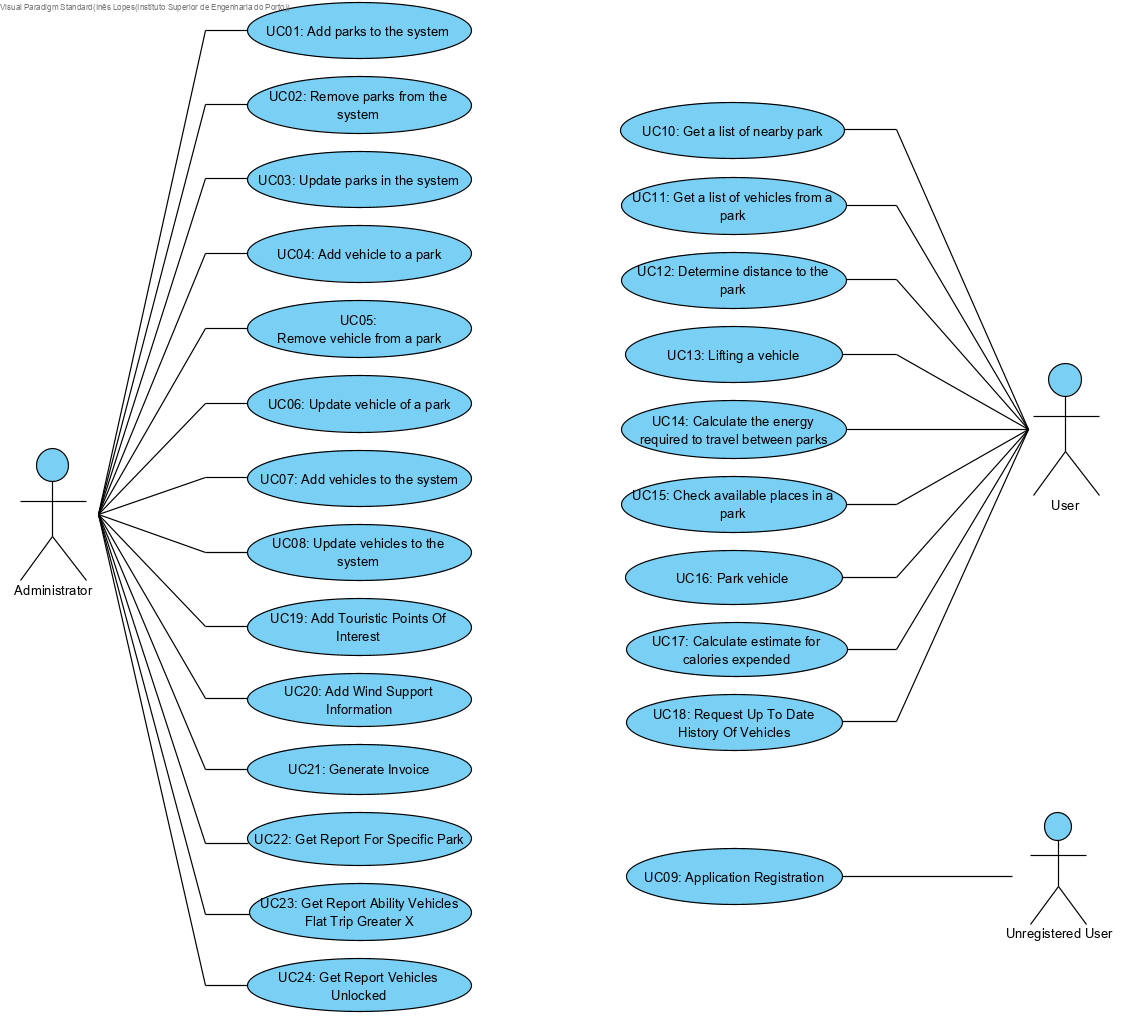 Visual Paradigm Standard(Inês Lopes(Instituto Superior de Engenharia do Porto))
UC01: Add parks to the system
UC02: Remove parks from the
system
UC03: Update parks in the system
UC04: Add vehicle to a park
UC05:
Remove vehicle from a park
UC06: Update vehicle of a park
UC07: Add vehicles to the system
UC08: Update vehicles to the
system
UC19: Add Touristic Points Of
Interest
UC20: Add Wind Support
Information
UC21: Generate Invoice
UC22: Get Report For Specific Park
UC23: Get Report Ability Vehicles
Flat Trip Greater X
UC24: Get Report Vehicles
Unlocked
Administrator
UC10: Get a list of nearby park
UC11: Get a list of vehicles from a
park
UC12: Determine distance to the
park
UC13: Lifting a vehicle
UC14: Calculate the energy
required to travel between parks
UC15: Check available places in a
park
UC16: Park vehicle
UC17: Calculate estimate for
calories expended
UC18: Request Up To Date
History Of Vehicles
User
UC09: Application Registration
Unregistered User